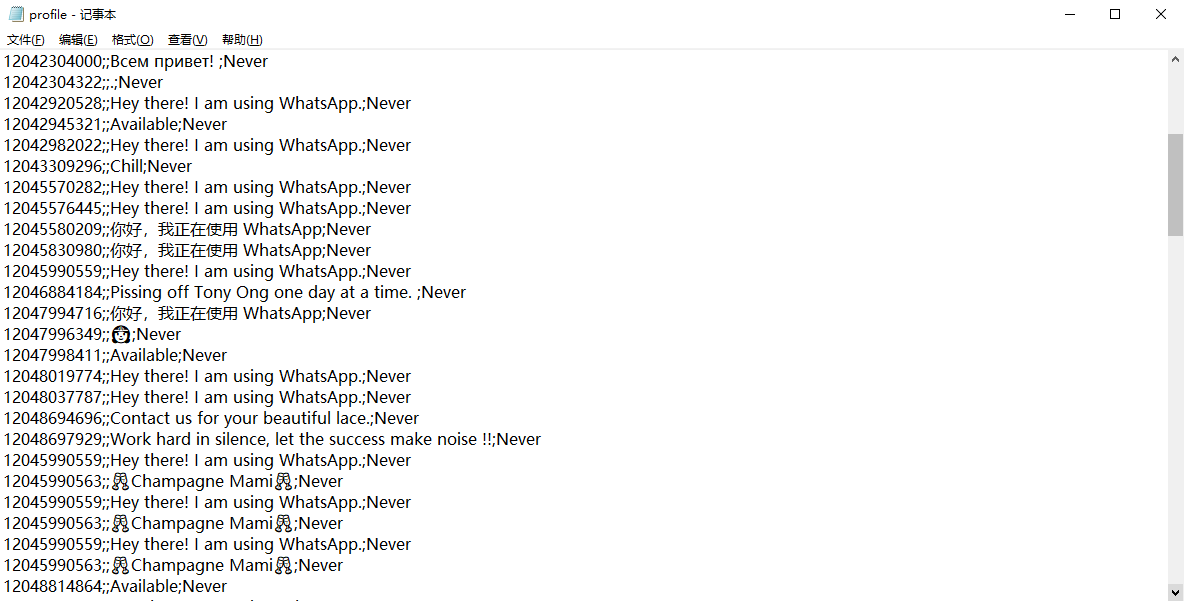 profile - 记事本
文件(F) 编辑(E) 格式(O) 查看(V) 帮助(H)
12042304000;;Всем привет! ;Never
12042304322;;.;Never
12042920528;;Hey there! I am using WhatsApp.;Never
12042945321;;Available;Never
12042982022;;Hey there! I am using WhatsApp.;Never
12043309296;;Chill;Never
12045570282;;Hey there! I am using WhatsApp.;Never
12045576445;;Hey there! I am using WhatsApp.;Never
12045580209;;你好，我正在使用 WhatsApp;Never
12045830980;;你好，我正在使用 WhatsApp;Never
12045990559;;Hey there! I am using WhatsApp.;Never
12046884184;;Pissing off Tony Ong one day at a time. ;Never
12047994716;;你好，我正在使用 WhatsApp;Never
12047996349;;👸;Never
12047998411;;Available;Never
12048019774;;Hey there! I am using WhatsApp.;Never
12048037787;;Hey there! I am using WhatsApp.;Never
12048694696;;Contact us for your beautiful lace.;Never
12048697929;;Work hard in silence, let the success make noise !!;Never
12045990559;;Hey there! I am using WhatsApp.;Never
12045990563;;🥂Champagne Mami🥂;Never
12045990559;;Hey there! I am using WhatsApp.;Never
12045990563;;🥂Champagne Mami🥂;Never
12045990559;;Hey there! I am using WhatsApp.;Never
12045990563;;🥂Champagne Mami🥂;Never
12048814864;;Available;Never